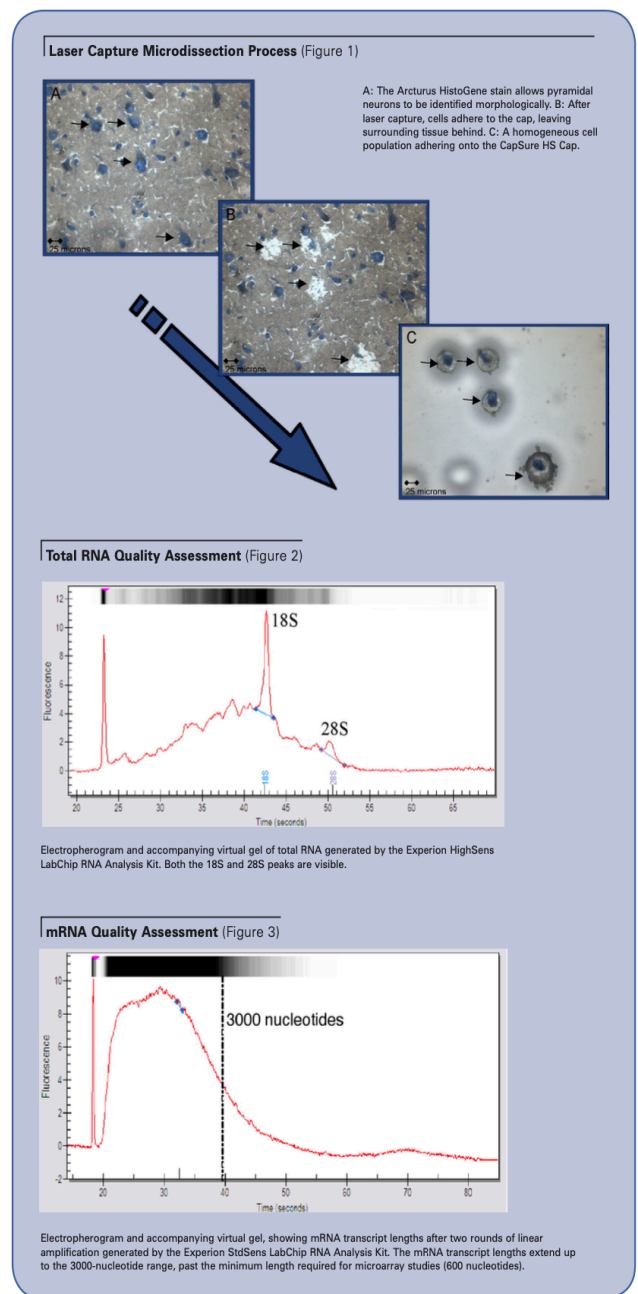 Laser Capture Microdissection Process (Figure 1)
A: The Arcturus HistoGene stain allows pyramidal
neurons to be identified morphologically. B: After
laser capture, cells adhere to the cap, leaving
surrounding tissue behind. C: A homogeneous cell
population adhering onto the CapSure HS Cap.
A
25 microns
B
25 microns
C
25 microns
Total RNA Quality Assessment (Figure 2)
12
10
8
6
4
2
0
Fluorescence
18S
28S
18S
28S
20 25 30 35 40 45 50 55 60 65
Time (seconds)
Electropherogram and accompanying virtual gel of total RNA generated by the Experion HighSens
LabChip RNA Analysis Kit. Both the 18S and 28S peaks are visible.
mRNA Quality Assessment (Figure 3)
10
8
6
4
2
0
-2
Fluorescence
3000 nucleotides
20 30 40 50 60 70 80
Time (seconds)
Electropherogram and accompanying virtual gel, showing mRNA transcript lengths after two rounds of linear
amplification generated by the Experion StdSens LabChip RNA Analysis Kit. The mRNA transcript lengths extend up
to the 3000-nucleotide range, past the minimum length required for microarray studies (600 nucleotides).